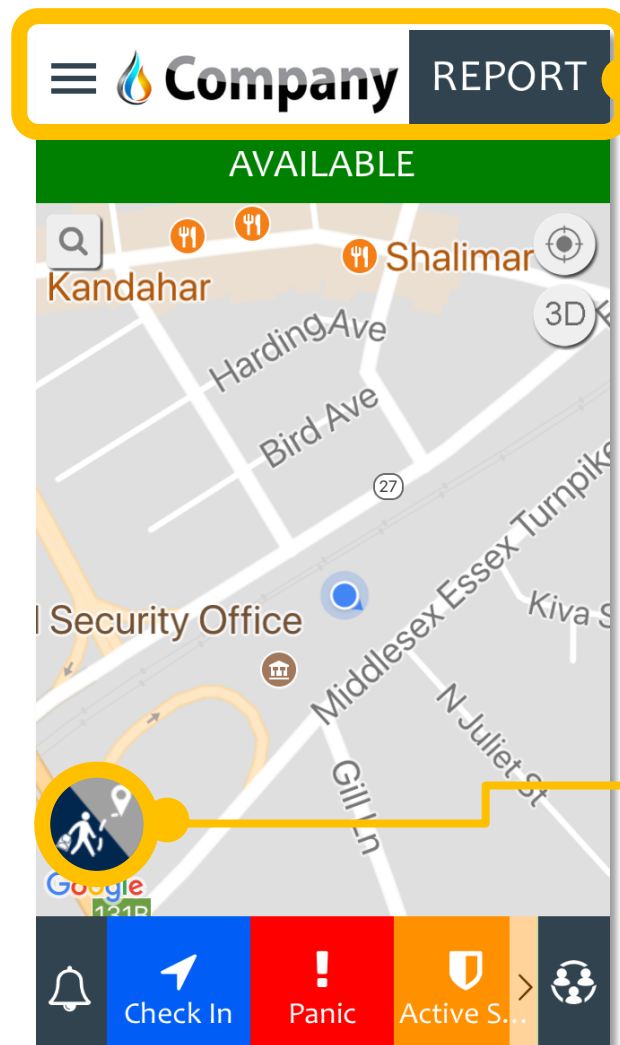 Company
REPORT
AVAILABLE
Kandahar
Shalimar
3D
Harding Ave
Bird Ave
27
Middlesex Essex Turnpike
Kiva S
l Security Office
N Juliet St
Gill Ln
Google
131B
Check In
Panic
Active S...